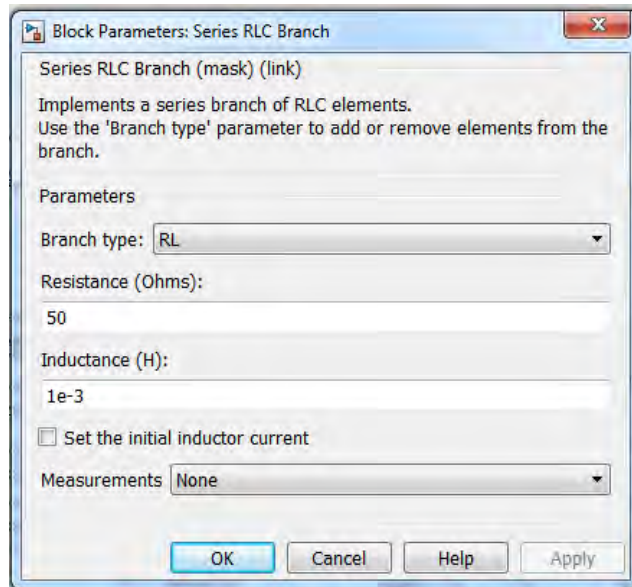 Block Parameters: Series RLC Branch
Series RLC Branch (mask) (link)
Implements a series branch of RLC elements.
Use the 'Branch type' parameter to add or remove elements from the
branch.
Parameters
Branch type: RL
Resistance (Ohms):
50
Inductance (H):
1e-3
Set the initial inductor current
Measurements None
OK Cancel Help Apply